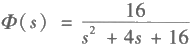 Φ(s) = 16 / (s² + 4s + 16)